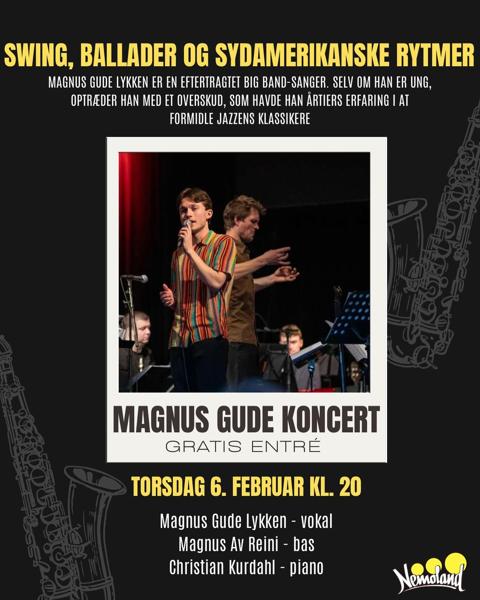 SWING, BALLADER OG SYDAMERIKANSKE RYTMER
MAGNUS GUDE LYKKEN ER EN EFTERTRAGTET BIG BAND-SANGER. SELV OM HAN ER UNG,
OPTRÆDER HAN MED ET OVERSKUD, SOM HAVDE HAN ÅRTIERS ERFARING I AT
FORMIDLE JAZZENS KLASSIKERE
MAGNUS GUDE KONCERT
GRATIS ENTRÉ
TORSDAG 6. FEBRUAR KL. 20
Magnus Gude Lykken - vokal
Magnus Av Reini - bas
Christian Kurdahl - piano
Nemoland